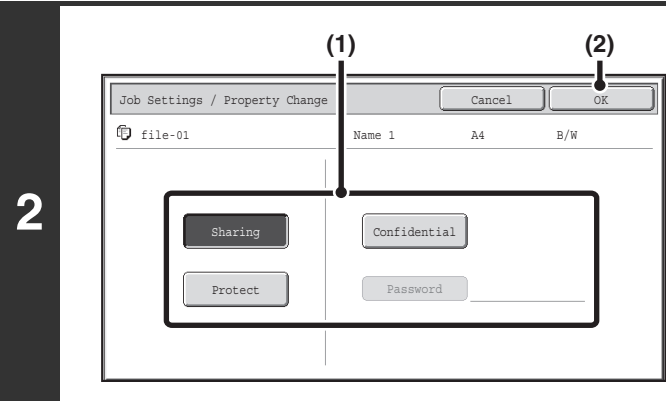 2
(1)
(2)
Job Settings / Property Change
Cancel
OK
file-01
Name 1
A4
B/W
Sharing
Confidential
Protect
Password